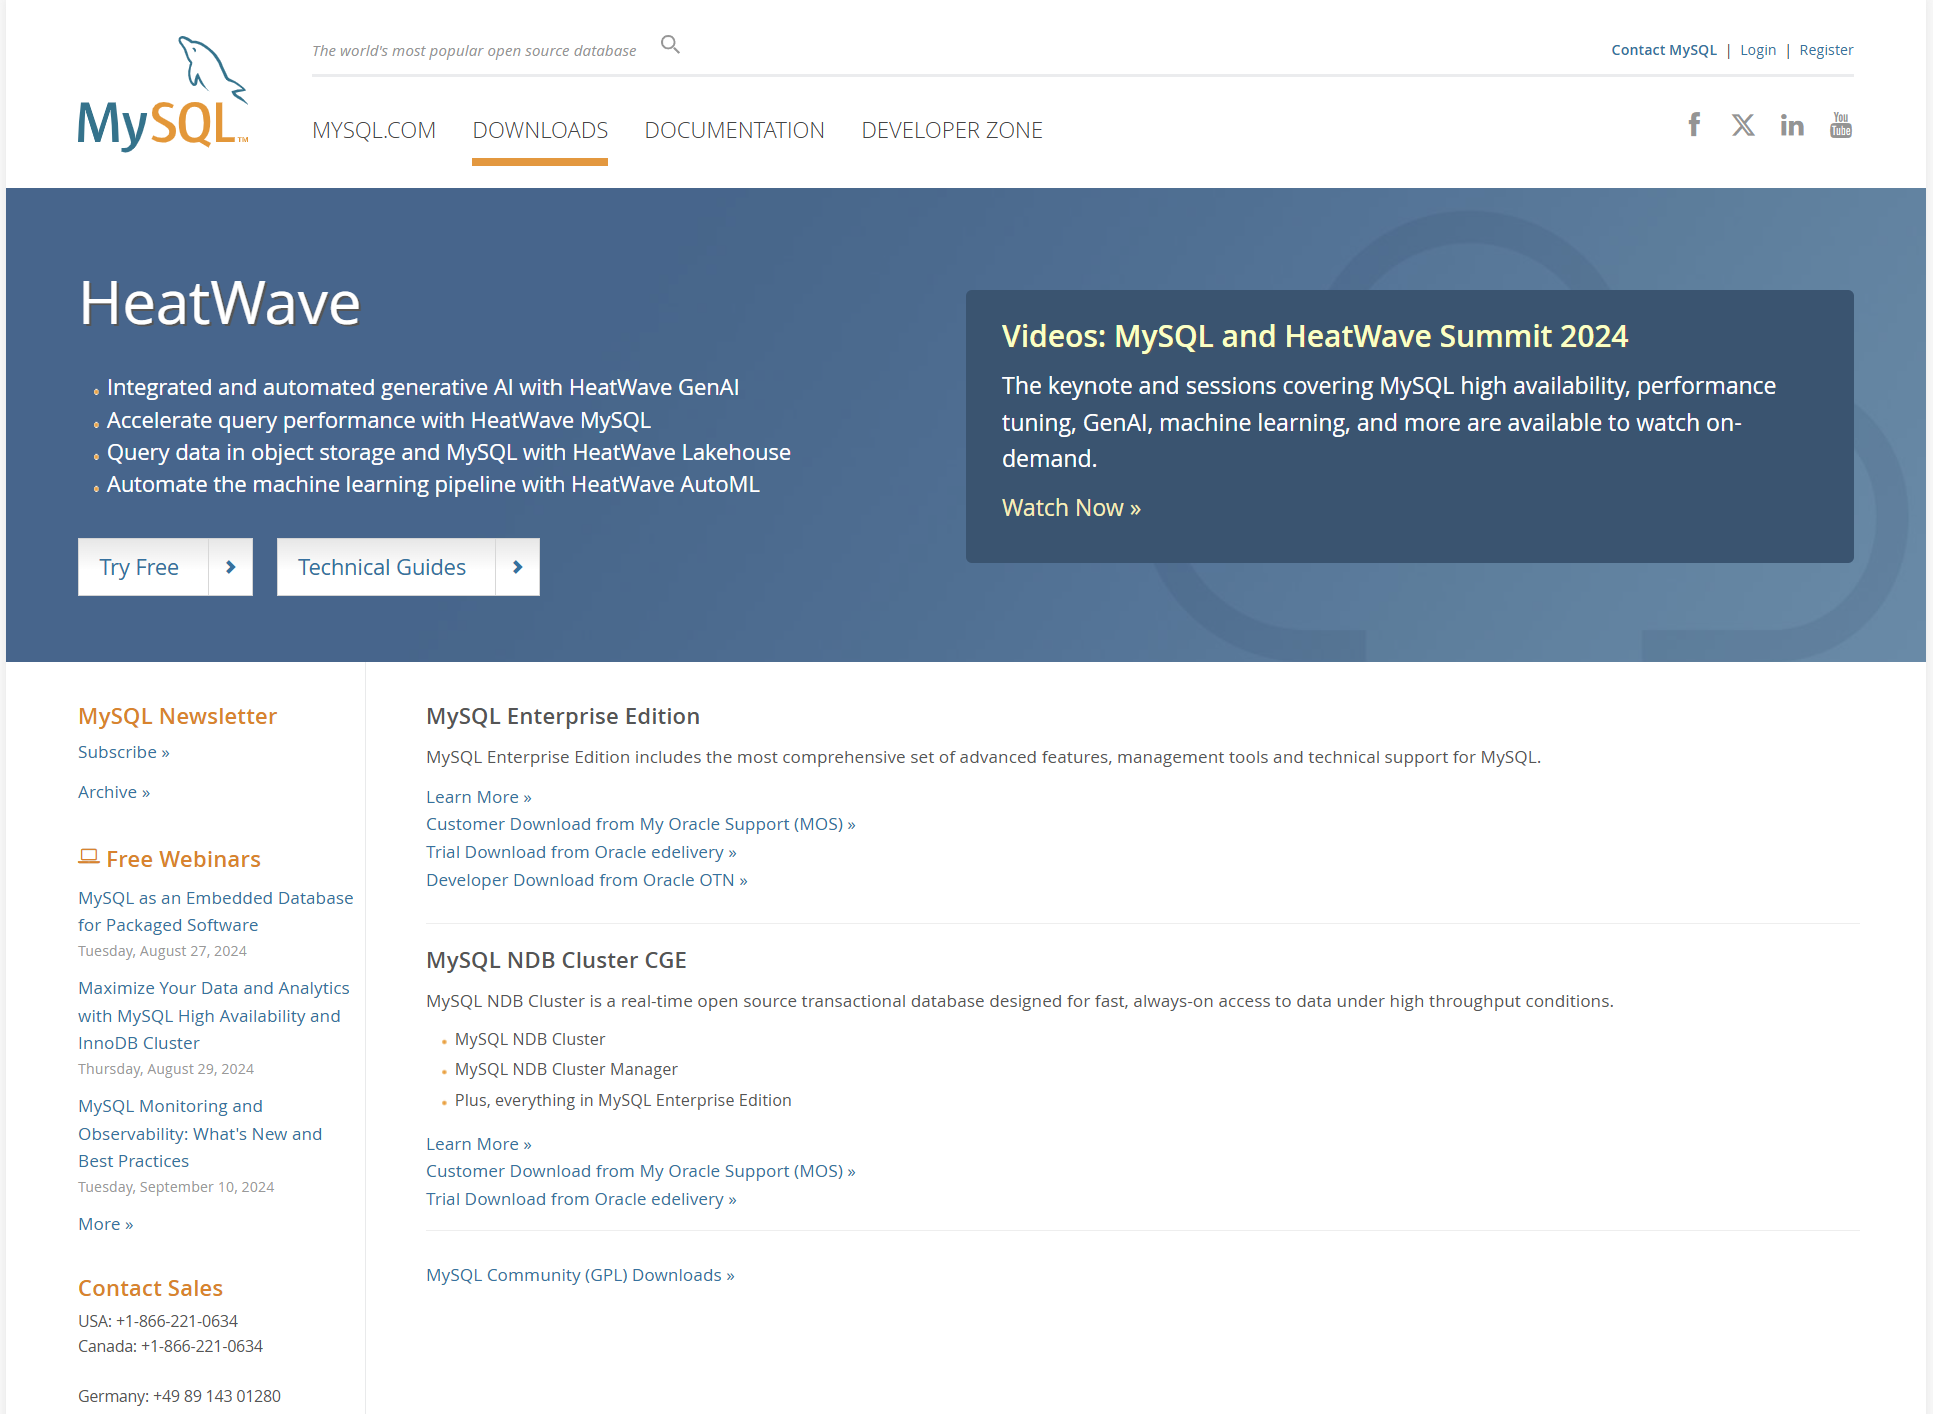 The world's most popular open source database
Contact MySQL | Login | Register
MySQL™
MYSQL.COM DOWNLOADS DOCUMENTATION DEVELOPER ZONE
You
Tube
HeatWave
Integrated and automated generative AI with HeatWave GenAI
Accelerate query performance with HeatWave MySQL
Query data in object storage and MySQL with HeatWave Lakehouse
Automate the machine learning pipeline with HeatWave AutoML
Try Free
Technical Guides
Videos: MySQL and HeatWave Summit 2024
The keynote and sessions covering MySQL high availability, performance
tuning, GenAI, machine learning, and more are available to watch on-
demand.
Watch Now »
MySQL Newsletter
Subscribe »
Archive »
Free Webinars
MySQL as an Embedded Database
for Packaged Software
Tuesday, August 27, 2024
Maximize Your Data and Analytics
with MySQL High Availability and
InnoDB Cluster
Thursday, August 29, 2024
MySQL Monitoring and
Observability: What's New and
Best Practices
Tuesday, September 10, 2024
More »
Contact Sales
USA: +1-866-221-0634
Canada: +1-866-221-0634
Germany: +49 89 143 01280
MySQL Enterprise Edition
MySQL Enterprise Edition includes the most comprehensive set of advanced features, management tools and technical support for MySQL.
Learn More »
Customer Download from My Oracle Support (MOS) »
Trial Download from Oracle edelivery »
Developer Download from Oracle OTN »
MySQL NDB Cluster CGE
MySQL NDB Cluster is a real-time open source transactional database designed for fast, always-on access to data under high throughput conditions.
MySQL NDB Cluster
MySQL NDB Cluster Manager
Plus, everything in MySQL Enterprise Edition
Learn More »
Customer Download from My Oracle Support (MOS) »
Trial Download from Oracle edelivery »
MySQL Community (GPL) Downloads »